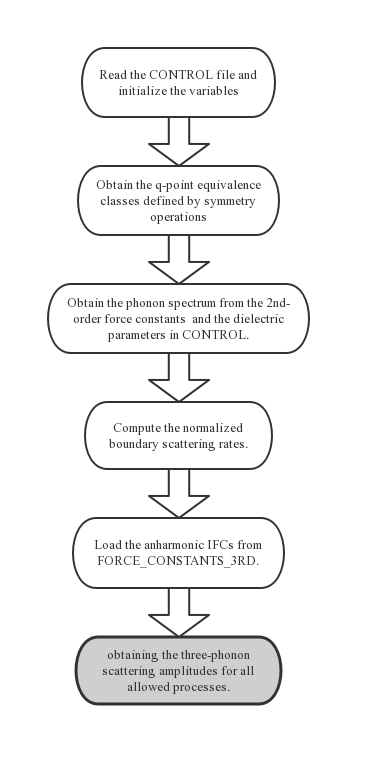 Read the CONTROL file and
initialize the variables
Obtain the q-point equivalence
classes defined by symmetry
operations
Obtain the phonon spectrum from the 2nd-
order force constants and the dielectric
parameters in CONTROL.
Compute the normalized
boundary scattering rates.
Load the anharmonic IFCs from
FORCE_CONSTANTS_3RD.
obtaining the three-phonon
scattering amplitudes for all
allowed processes.